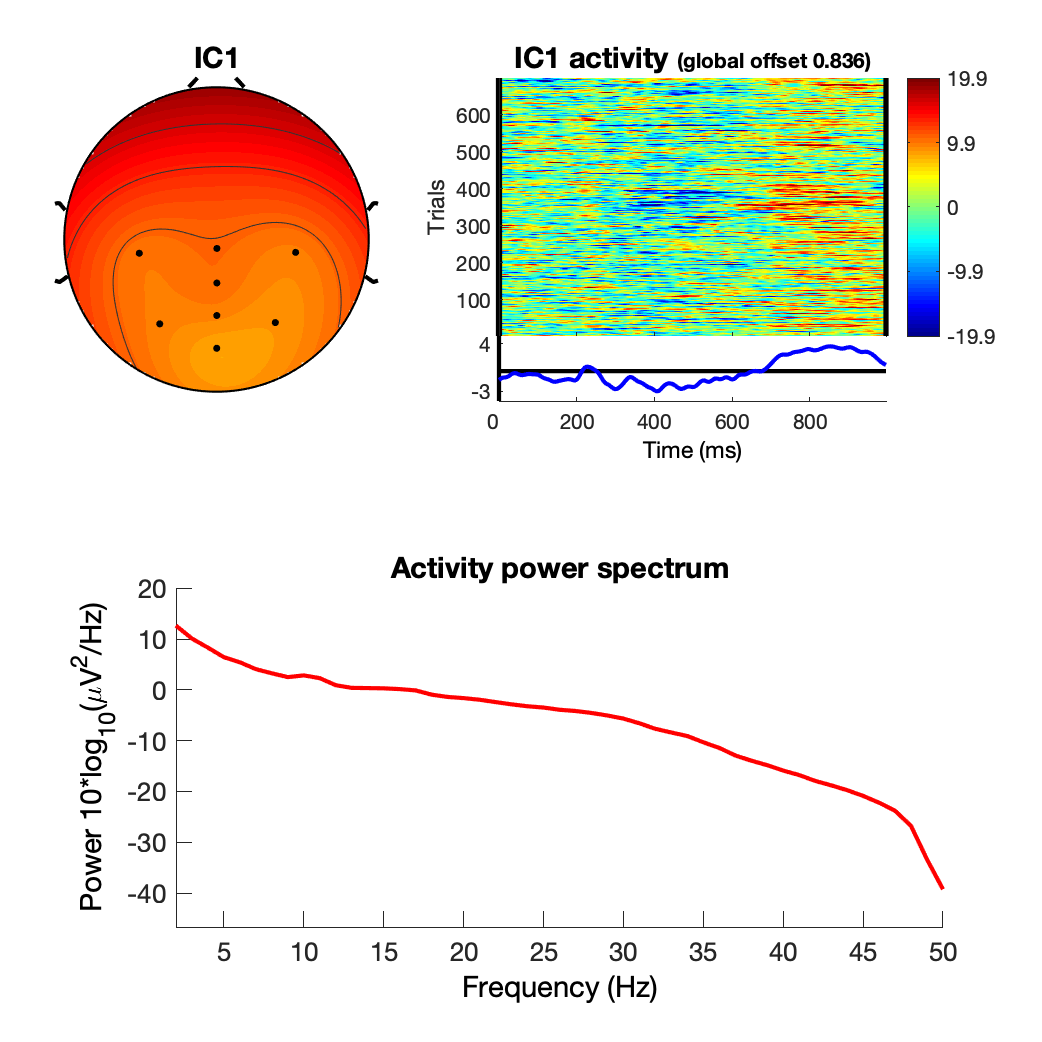 IC1
IC1 activity (global offset 0.836)
Trials
600
500
400
300
200
100
19.9
9.9
0
-9.9
-19.9
4
-3
0 200 400 600 800
Time (ms)
Activity power spectrum
Power 10*log10(μV2/Hz)
20
10
0
-10
-20
-30
-40
5 10 15 20 25 30 35 40 45 50
Frequency (Hz)